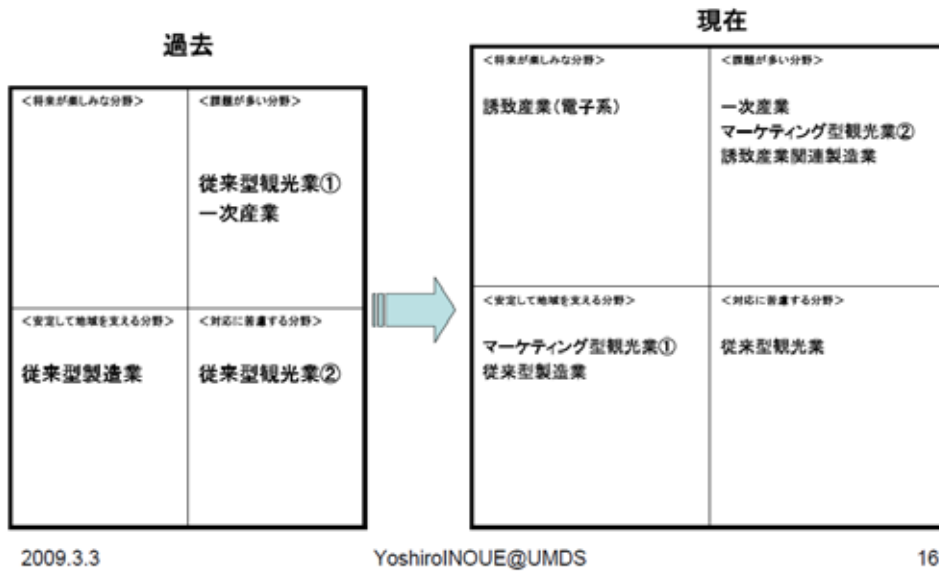 過去
<将来が楽しみな分野>
<課題が多い分野>
従来型観光業①
一次産業
<安定して地域を支える分野>
従来型製造業
<対応に苦慮する分野>
従来型観光業②
現在
<将来が楽しみな分野>
誘致産業(電子系)
<課題が多い分野>
一次産業
マーケティング型観光業②
誘致産業関連製造業
<安定して地域を支える分野>
マーケティング型観光業①
従来型製造業
<対応に苦慮する分野>
従来型観光業
2009.3.3
YoshiroINOUE@UMDS
16